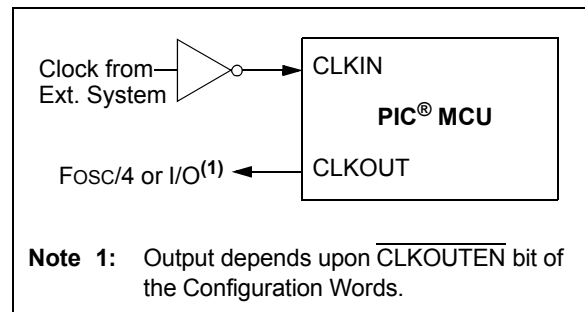 Clock from
Ext. System
CLKIN
PIC® MCU
FOSC/4 or I/O(1)
CLKOUT
Note 1: Output depends upon CLKOUTEN bit of
the Configuration Words.